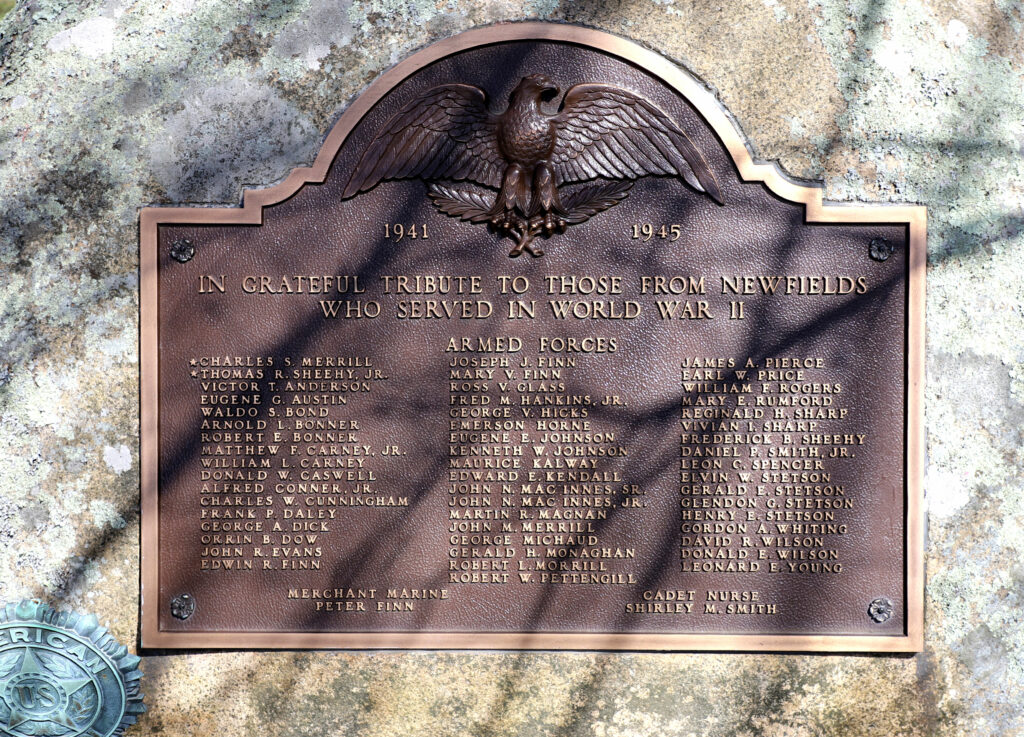 1941 1945
IN GRATEFUL TRIBUTE TO THOSE FROM NEWFIELDS
WHO SERVED IN WORLD WAR II
ARMED FORCES
*CHARLES S. MERRILL
*THOMAS R. SHEEHY, JR.
VICTOR T. ANDERSON
EUGENE G. AUSTIN
WALDO S. BOND
ARNOLD L. BONNER
ROBERT E. BONNER
MATTHEW F. CARNEY, JR.
WILLIAM L. CARNEY
DONALD W. CASWELL
ALFRED CONNER, JR.
CHARLES W. CUNNINGHAM
FRANK P. DALEY
GEORGE A. DICK
ORRIN B. DOW
JOHN R. EVANS
EDWIN R. FINN
JOSEPH J. FINN
MARY V. FINN
ROSS V. GLASS
FRED M. HANKINS, JR.
GEORGE V. HICKS
EMERSON HORNE
EUGENE E. JOHNSON
KENNETH W. JOHNSON
MAURICE KALWAY
EDWARD E. KENDALL
JOHN N. MAC INNES, SR.
JOHN N. MAC INNES, JR.
MARTIN R. MAGNAN
JOHN M. MERRILL
GEORGE MICHAUD
GERALD H. MONAGHAN
ROBERT L. MORRILL
ROBERT W. PETTENGILL
JAMES A. PIERCE
EARL W. PRICE
WILLIAM F. ROGERS
MARY E. RUMFORD
REGINALD H. SHARP
VIVIAN I. SHARP
FREDERICK B. SHEEHY
DANIEL P. SMITH, JR.
LEON C. SPENCER
ELVIN W. STETSON
GERALD E. STETSON
GLENDON G. STETSON
HENRY E. STETSON
GORDON A. WHITING
DAVID R. WILSON
DONALD E. WILSON
LEONARD E. YOUNG
MERCHANT MARINE
PETER FINN
CADET NURSE
SHIRLEY M. SMITH
ERICAN
US